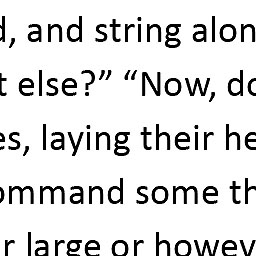 d, and string alon
t else?” “Now, do
es, laying their he
ommand some th
r large or howev